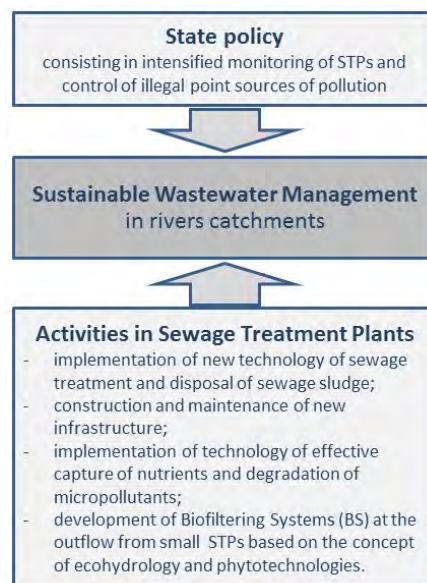 State policy
consisting in intensified monitoring of STPs and
control of illegal point sources of pollution
Sustainable Wastewater Management
in rivers catchments
Activities in Sewage Treatment Plants
- implementation of new technology of sewage
treatment and disposal of sewage sludge;
- construction and maintenance of new
infrastructure;
- implementation of technology of effective
capture of nutrients and degradation of
micropollutants;
- development of Biofiltering Systems (BS) at the
outflow from small STPs based on the concept
of ecohydrology and phytotechnologies.